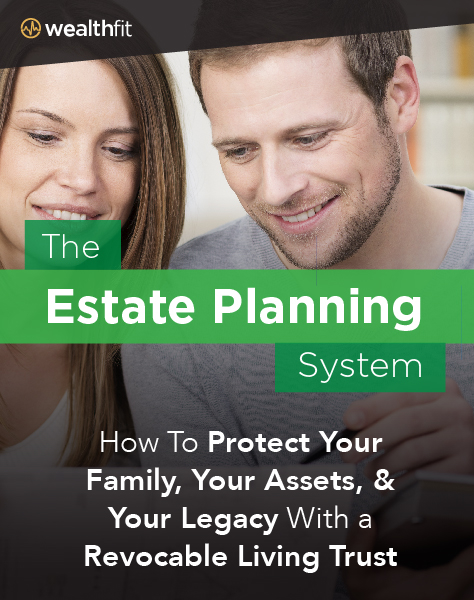 wealthfit
The
Estate Planning
System
How To Protect Your
Family, Your Assets, &
Your Legacy With a
Revocable Living Trust